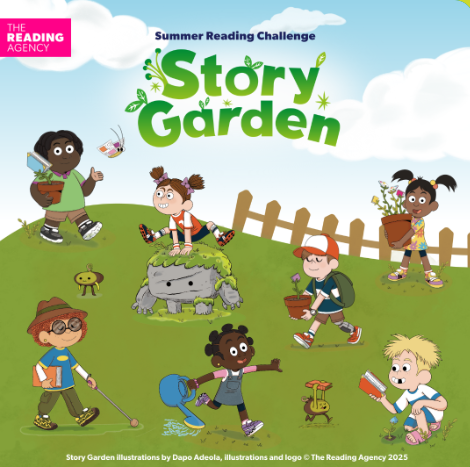 THE
READING
AGENCY
Summer Reading Challenge
Story
Garden
Story Garden illustrations by Dapo Adeola, illustrations and logo © The Reading Agency 2025